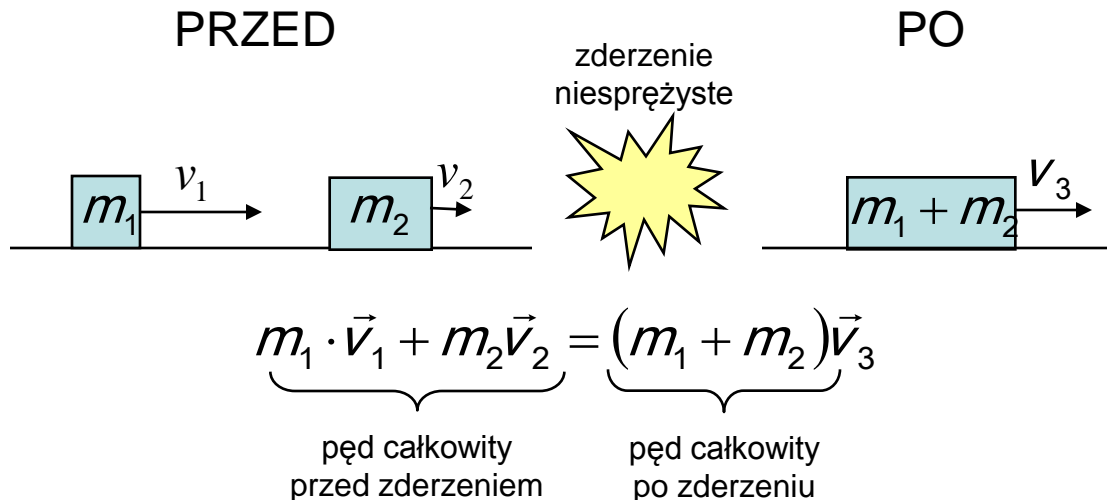 PRZED
PO
zderzenie
niesprężyste
v₁
v₂
v₃
m₁
m₂
m₁ + m₂
m₁ · v⃗₁ + m₂v⃗₂ = (m₁ + m₂)v⃗₃
pęd całkowity
przed zderzeniem
pęd całkowity
po zderzeniu